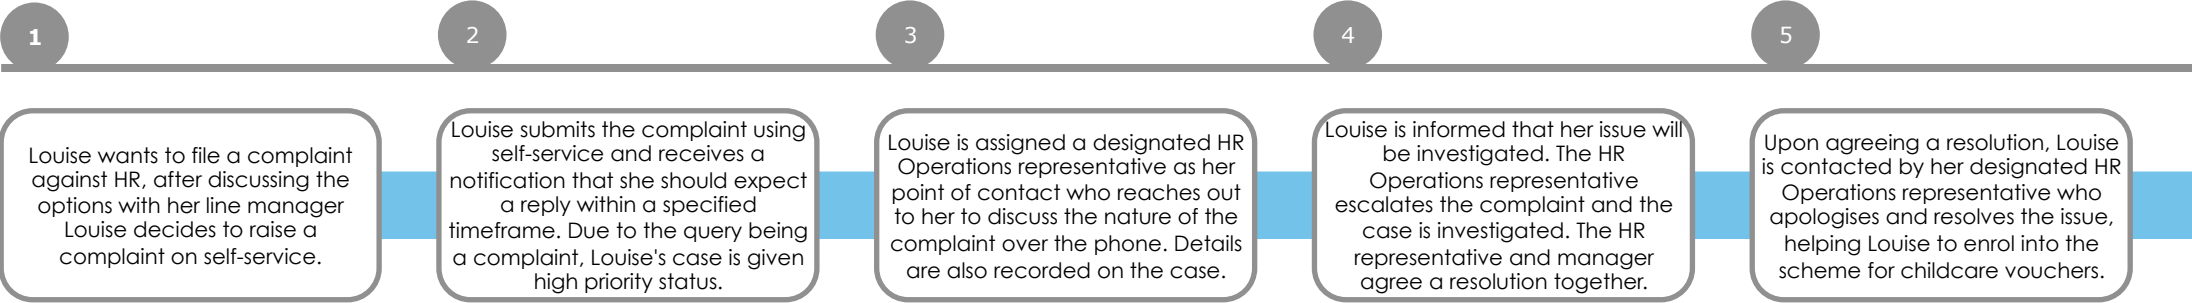 1
2
3
4
5
Louise wants to file a complaint
against HR, after discussing the
options with her line manager
Louise decides to raise a
complaint on self-service.
Louise submits the complaint using
self-service and receives a
notification that she should expect
a reply within a specified
timeframe. Due to the query being
a complaint, Louise's case is given
high priority status.
Louise is assigned a designated HR
Operations representative as her
point of contact who reaches out
to her to discuss the nature of the
complaint over the phone. Details
are also recorded on the case.
Louise is informed that her issue will
be investigated. The HR
Operations representative
escalates the complaint and the
case is investigated. The HR
representative and manager
agree a resolution together.
Upon agreeing a resolution, Louise
is contacted by her designated HR
Operations representative who
apologises and resolves the issue,
helping Louise to enrol into the
scheme for childcare vouchers.